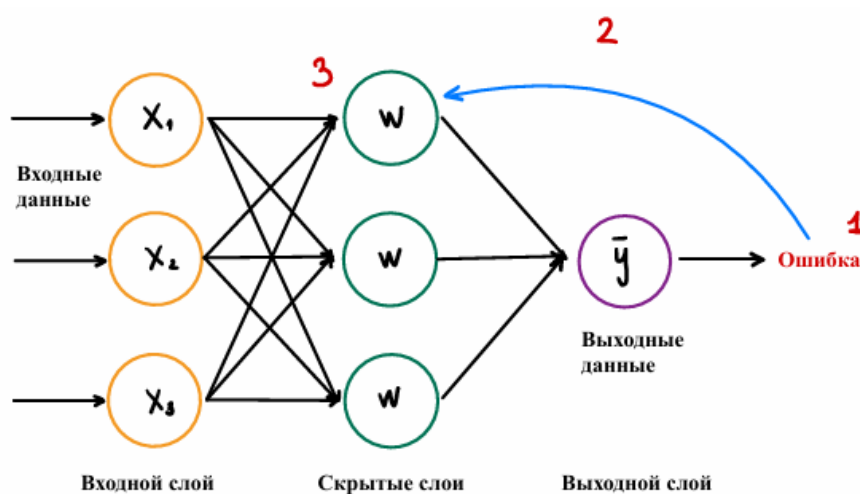 2
3
X₁
W
Входные
данные
1
X₂
W
ȳ
Ошибка
Выходные
данные
X₃
W
Входной слой
Скрытые слои
Выходной слой